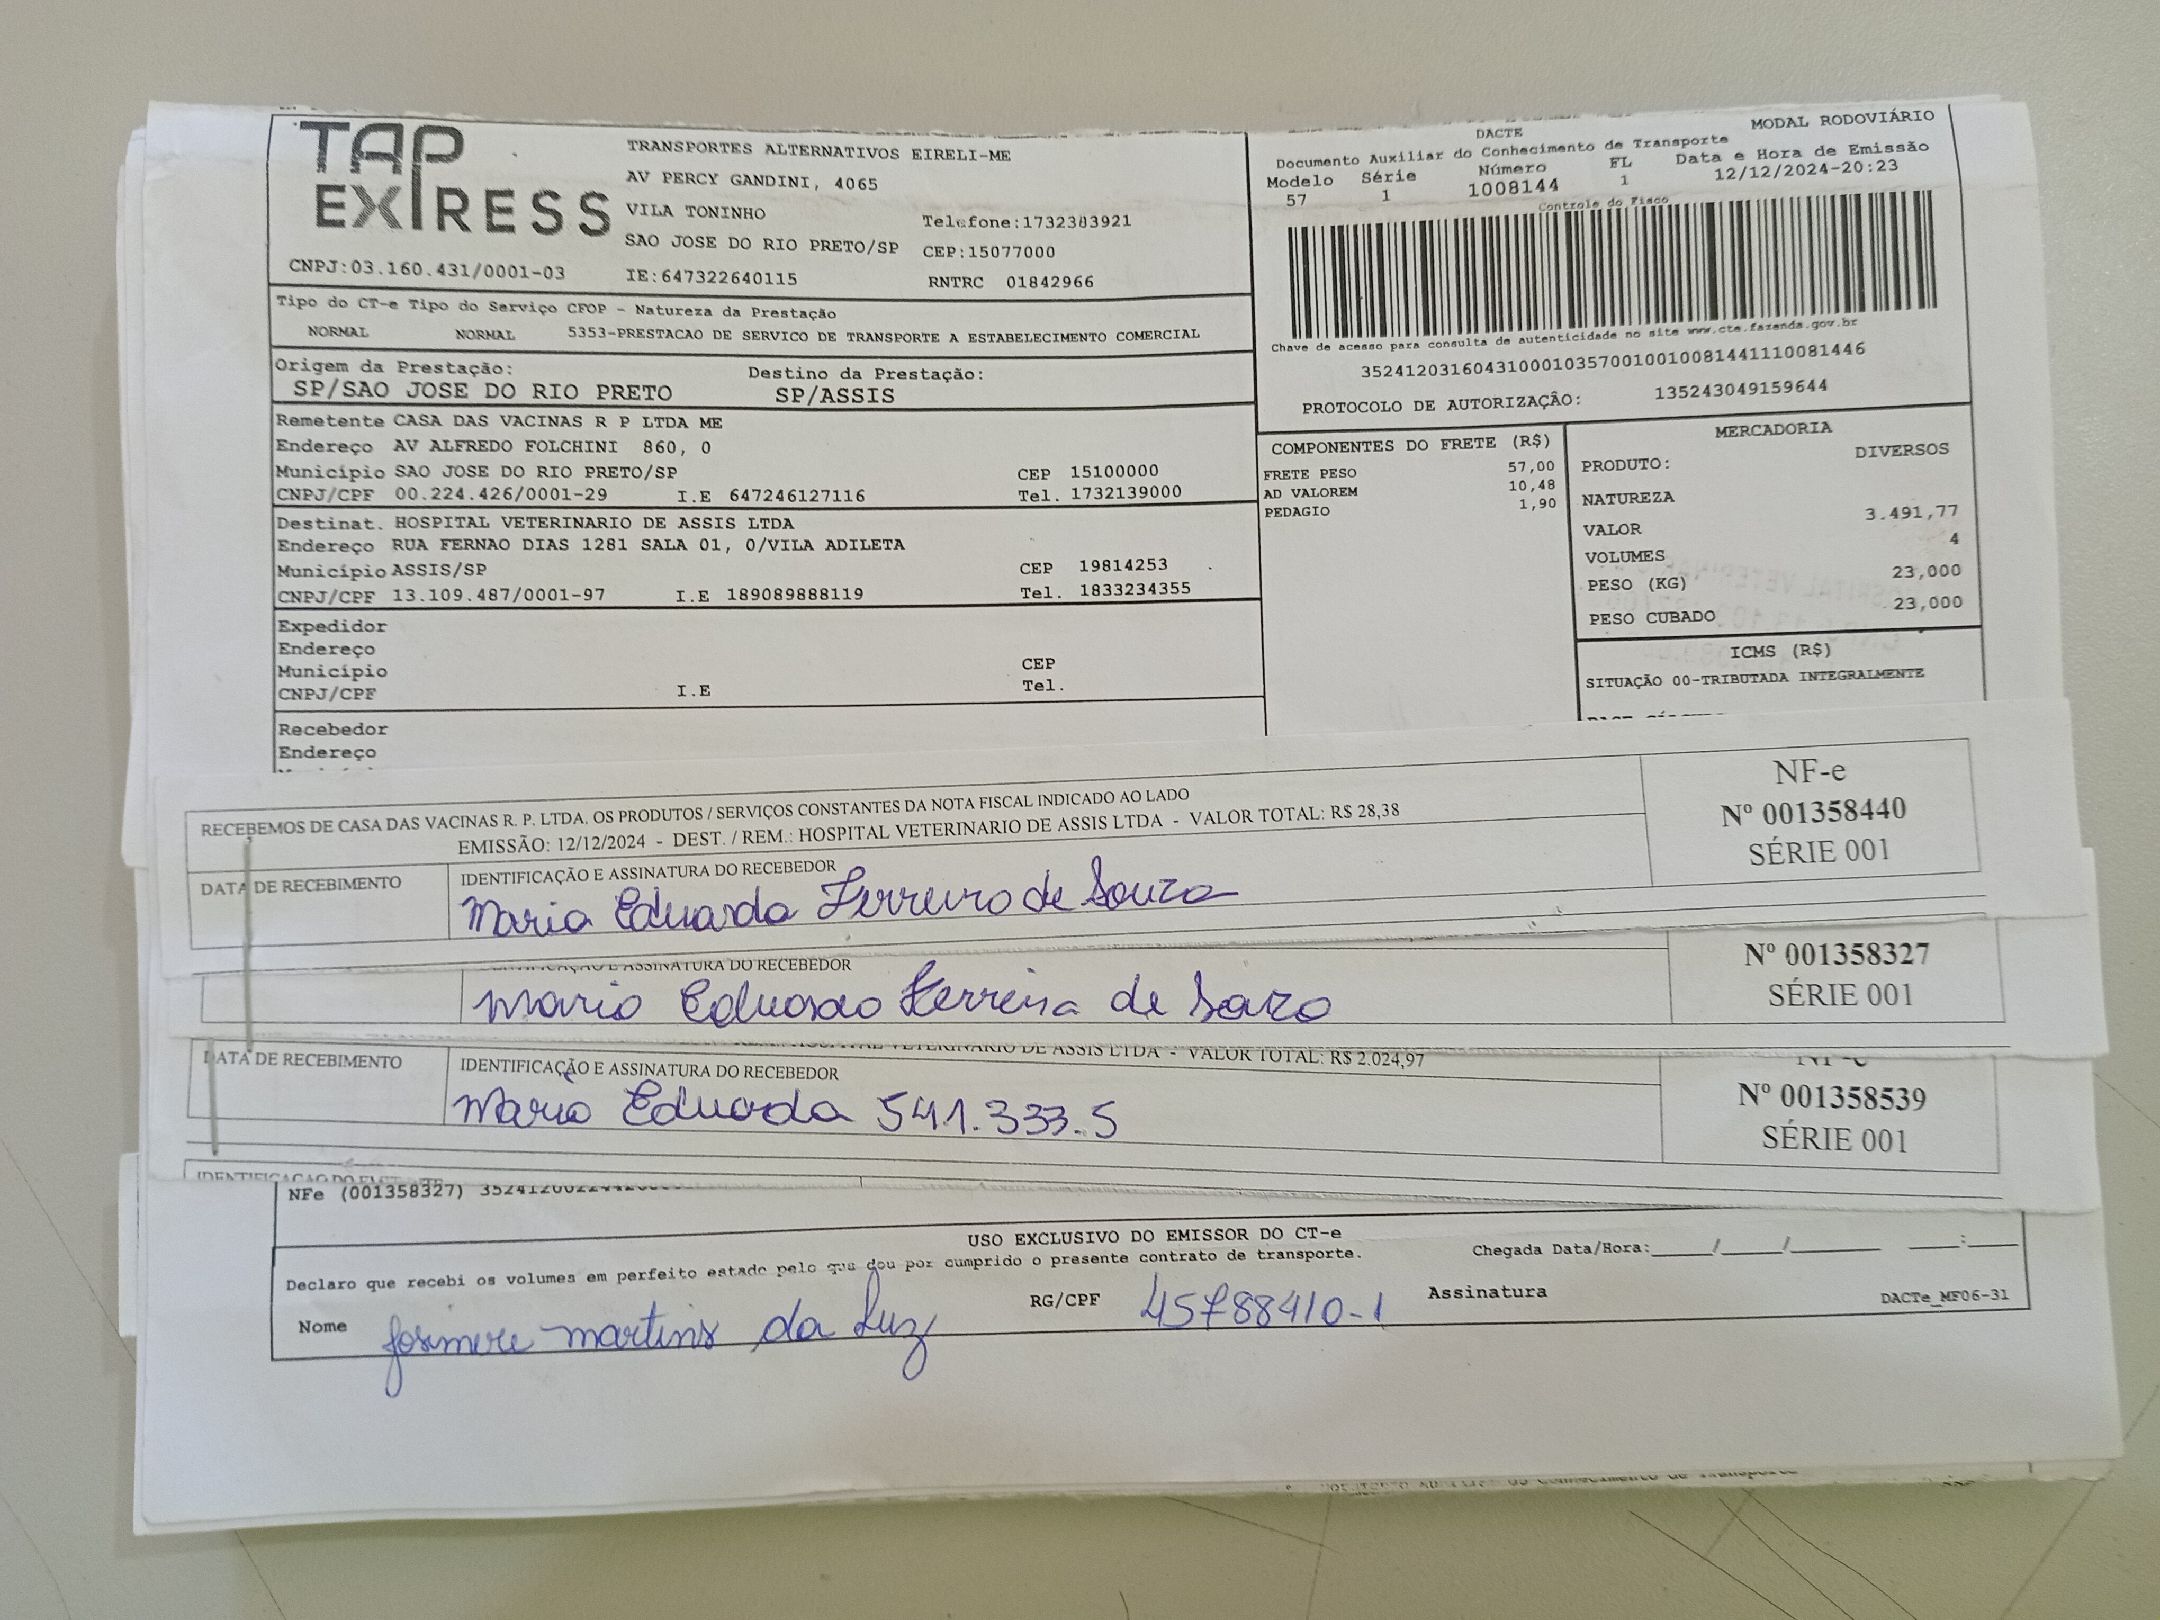 TAP EXPRESS
TRANSPORTES ALTERNATIVOS EIRELI-ME
AV PERCY GANDINI, 4065
VILA TONINHO
Telefone:1732383921
SAO JOSE DO RIO PRETO/SP CEP:15077000
CNPJ:03.160.431/0001-03 IE:647322640115 RNTRC 01842966
DACTE MODAL RODOVIÁRIO
Documento Auxiliar do Conhecimento de Transporte
Modelo Série Número FL Data e Hora de Emissão
57 1 1008144 1 12/12/2024-20:23
Controle do Fisco
Chave de acesso para consulta de autenticidade no site www.cte.fazenda.gov.br
35241203160431000103570010010081441110081446
PROTOCOLO DE AUTORIZAÇÃO: 135243049159644
Tipo do CT-e Tipo do Serviço CFOP - Natureza da Prestação
NORMAL NORMAL 5353-PRESTACAO DE SERVICO DE TRANSPORTE A ESTABELECIMENTO COMERCIAL
Origem da Prestação: Destino da Prestação:
SP/SAO JOSE DO RIO PRETO SP/ASSIS
Remetente CASA DAS VACINAS R P LTDA ME
Endereço AV ALFREDO FOLCHINI 860, 0
Município SAO JOSE DO RIO PRETO/SP CEP 15100000
CNPJ/CPF 00.224.426/0001-29 I.E 647246127116 Tel. 1732139000
Destinat. HOSPITAL VETERINARIO DE ASSIS LTDA
Endereço RUA FERNAO DIAS 1281 SALA 01, 0/VILA ADILETA
Município ASSIS/SP CEP 19814253
CNPJ/CPF 13.109.487/0001-97 I.E 189089888119 Tel. 1833234355
Expedidor
Endereço
Município CEP
CNPJ/CPF I.E Tel.
Recebedor
Endereço
COMPONENTES DO FRETE (R$)
FRETE PESO 57,00
AD VALOREM 10,48
PEDAGIO 1,90
MERCADORIA
PRODUTO: DIVERSOS
NATUREZA
VALOR 3.491,77
VOLUMES 4
PESO (KG) 23,000
PESO CUBADO 23,000
ICMS (R$)
SITUAÇÃO 00-TRIBUTADA INTEGRALMENTE
RECEBEMOS DE CASA DAS VACINAS R. P. LTDA. OS PRODUTOS / SERVIÇOS CONSTANTES DA NOTA FISCAL INDICADO AO LADO
EMISSÃO: 12/12/2024 - DEST. / REM.: HOSPITAL VETERINARIO DE ASSIS LTDA - VALOR TOTAL: R$ 28,38
NF-e
Nº 001358440
SÉRIE 001
DATA DE RECEBIMENTO IDENTIFICAÇÃO E ASSINATURA DO RECEBEDOR
Maria Eduarda Ferreira de Souza
ASSINATURA DO RECEBEDOR
Maria Eduarda Ferreira de Souza
Nº 001358327
SÉRIE 001
HOSPITAL VETERINARIO DE ASSIS LTDA - VALOR TOTAL: R$ 2.024,97
DATA DE RECEBIMENTO IDENTIFICAÇÃO E ASSINATURA DO RECEBEDOR
Maria Eduarda 541.333.5
Nº 001358539
SÉRIE 001
NFe (001358327)
USO EXCLUSIVO DO EMISSOR DO CT-e
Declaro que recebi os volumes em perfeito estado pelo que dou por cumprido o presente contrato de transporte. Chegada Data/Hora:____/____/______ ___:___
Nome Josimere martins da Luz RG/CPF 45788410-1 Assinatura DACTe_MF06-31